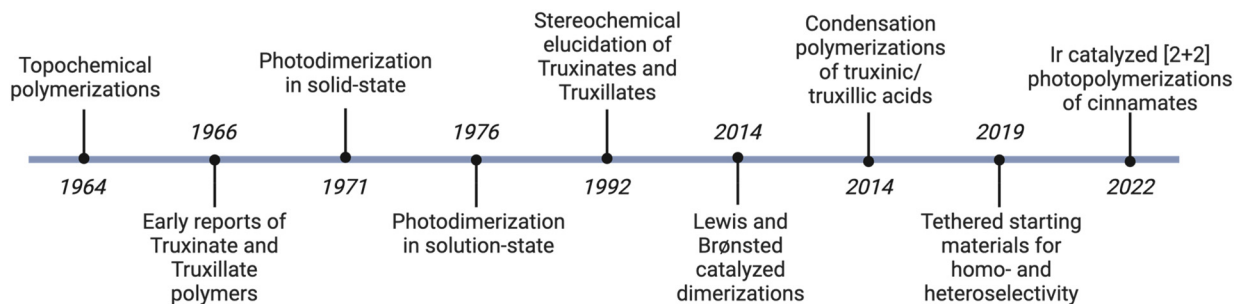 Topochemical
polymerizations
1964
1966
Early reports of
Truxinate and
Truxillate
polymers
Photodimerization
in solid-state
1971
1976
Photodimerization
in solution-state
Stereochemical
elucidation of
Truxinates and
Truxillates
1992
2014
Lewis and
Brønsted
catalyzed
dimerizations
Condensation
polymerizations
of truxinic/
truxillic acids
2014
2019
Tethered starting
materials for
homo- and
heteroselectivity
Ir catalyzed [2+2]
photopolymerizations
of cinnamates
2022